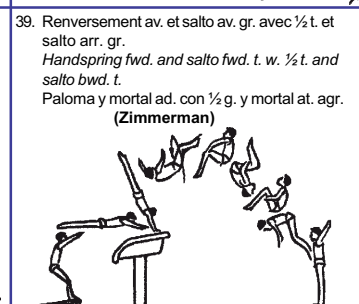 39. Renversement av. et salto av. gr. avec ½ t. et
salto arr. gr.
Handspring fwd. and salto fwd. t. w. ½ t. and
salto bwd. t.
Paloma y mortal ad. con ½ g. y mortal at. agr.
(Zimmerman)